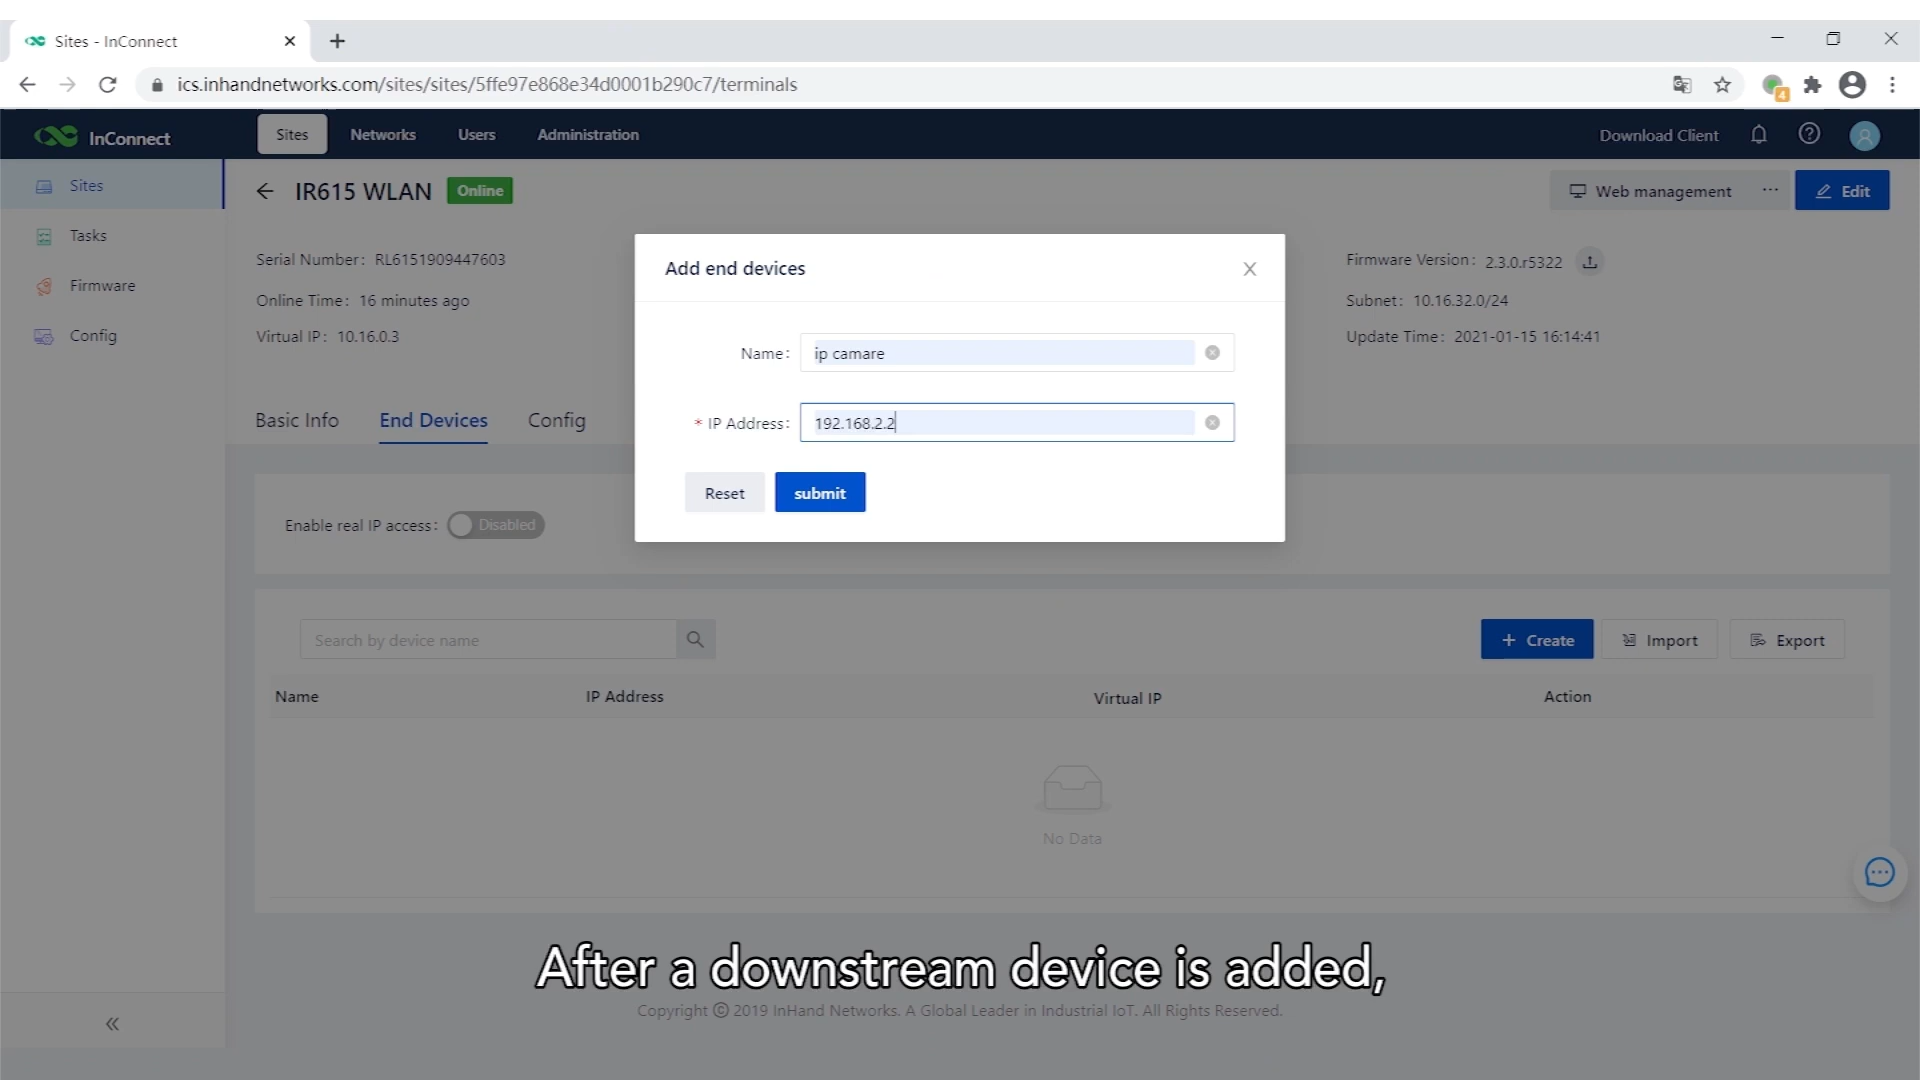 Sites - InConnect
ics.inhandnetworks.com/sites/sites/5ffe97e868e34d0001b290c7/terminals
4
InConnect
Sites
Networks
Users
Administration
Download Client
Sites
Tasks
Firmware
Config
IR615 WLAN
Online
Web management
···
Edit
Serial Number: RL6151909447603
Online Time: 16 minutes ago
Virtual IP: 10.16.0.3
Firmware Version: 2.3.0.r5322
Subnet: 10.16.32.0/24
Update Time: 2021-01-15 16:14:41
Add end devices
Name: ip camare
* IP Address: 192.168.2.2
Reset
submit
Basic Info
End Devices
Config
Enable real IP access: Disabled
Search by device name
+ Create
Import
Export
Name
IP Address
Virtual IP
Action
No Data
After a downstream device is added,
Copyright © 2019 InHand Networks. A Global Leader in Industrial IoT. All Rights Reserved.